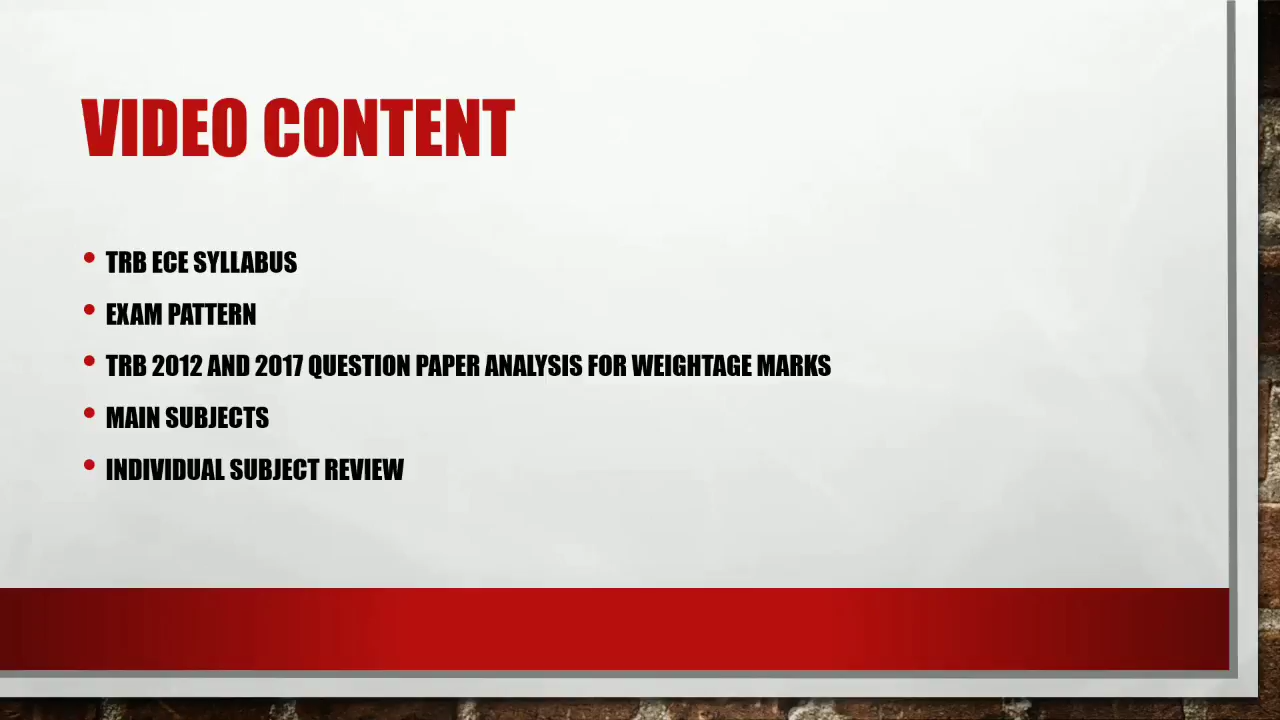 VIDEO CONTENT
• TRB ECE SYLLABUS
• EXAM PATTERN
• TRB 2012 AND 2017 QUESTION PAPER ANALYSIS FOR WEIGHTAGE MARKS
• MAIN SUBJECTS
• INDIVIDUAL SUBJECT REVIEW